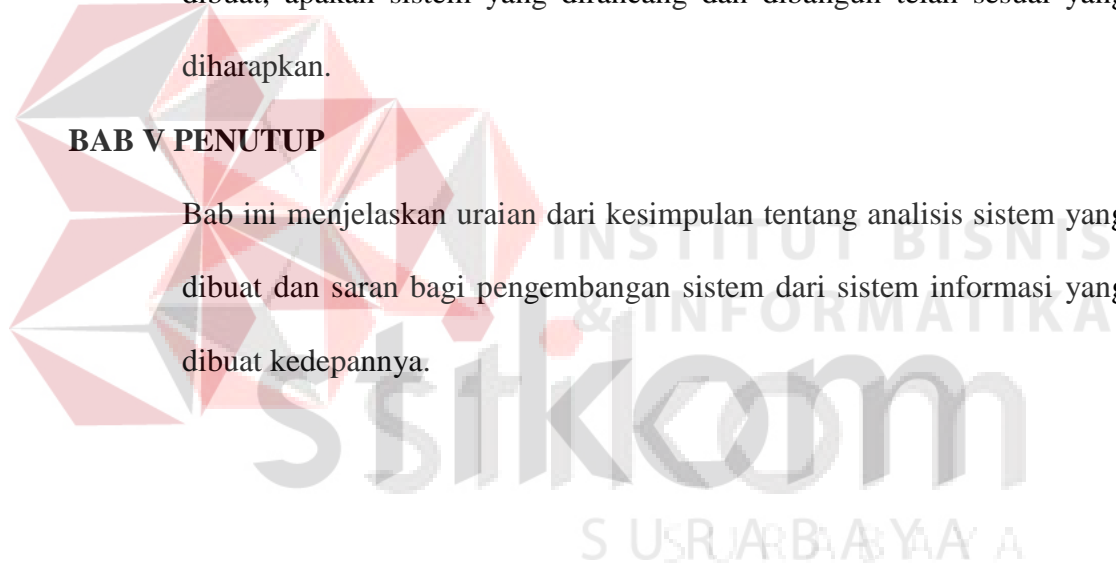 dibuat, apakah sistem yang dirancang dan dibangun telah sesuai yang
diharapkan.
BAB V PENUTUP
Bab ini menjelaskan uraian dari kesimpulan tentang analisis sistem yang
INSTITUT BISNIS
dibuat dan saran bagi pengembangan sistem dari sistem informasi yang
& INFORMATIKA
dibuat kedepannya.
stikom
SURABAYA